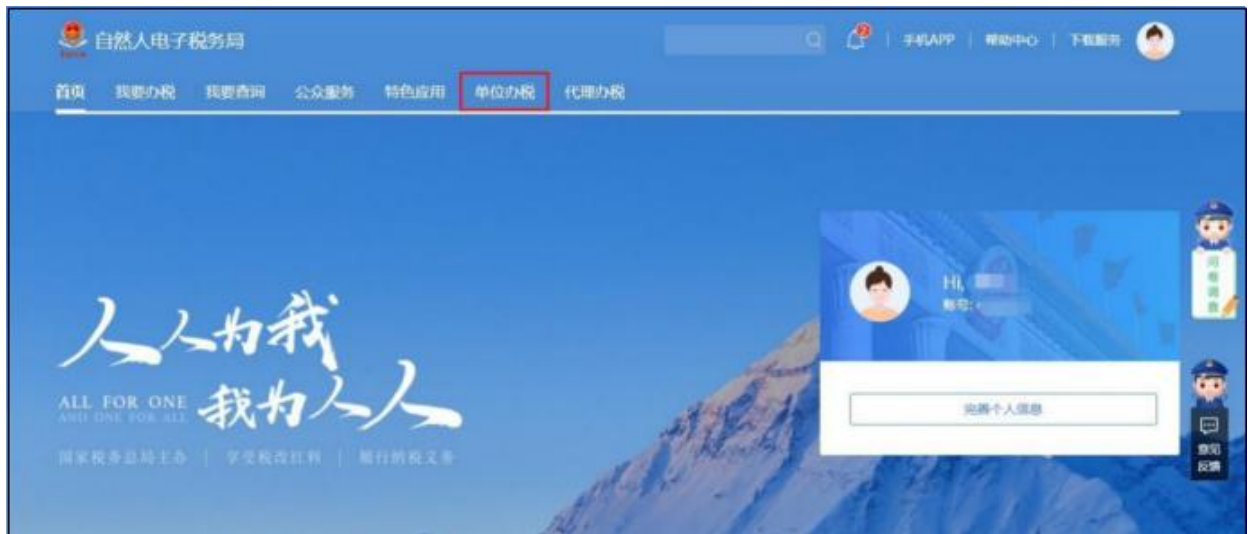 自然人电子税务局
2
手机APP | 帮助中心 | 下载服务
首页 我要办税 我要查询 公众服务 特色应用 单位办税 代理办税
人人为我
我为人人
ALL FOR ONE
AND ONE FOR ALL
国家税务总局主办 | 享受税改红利 | 履行纳税义务
Hi,
账号:
完善个人信息
问卷调查
意见
反馈